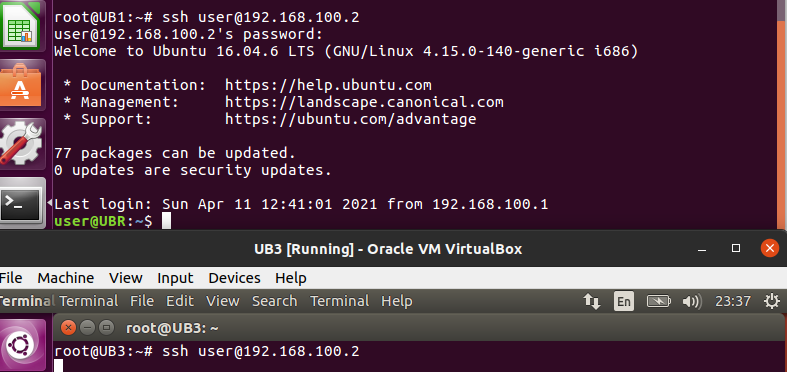 root@UB1:~# ssh user@192.168.100.2
user@192.168.100.2's password:
Welcome to Ubuntu 16.04.6 LTS (GNU/Linux 4.15.0-140-generic i686)
* Documentation:  https://help.ubuntu.com
* Management:     https://landscape.canonical.com
* Support:        https://ubuntu.com/advantage
77 packages can be updated.
0 updates are security updates.
Last login: Sun Apr 11 12:41:01 2021 from 192.168.100.1
user@UBR:~$
UB3 [Running] - Oracle VM VirtualBox
File Machine View Input Devices Help
Terminal Terminal File Edit View Search Terminal Help En 23:37
root@UB3: ~
root@UB3:~# ssh user@192.168.100.2